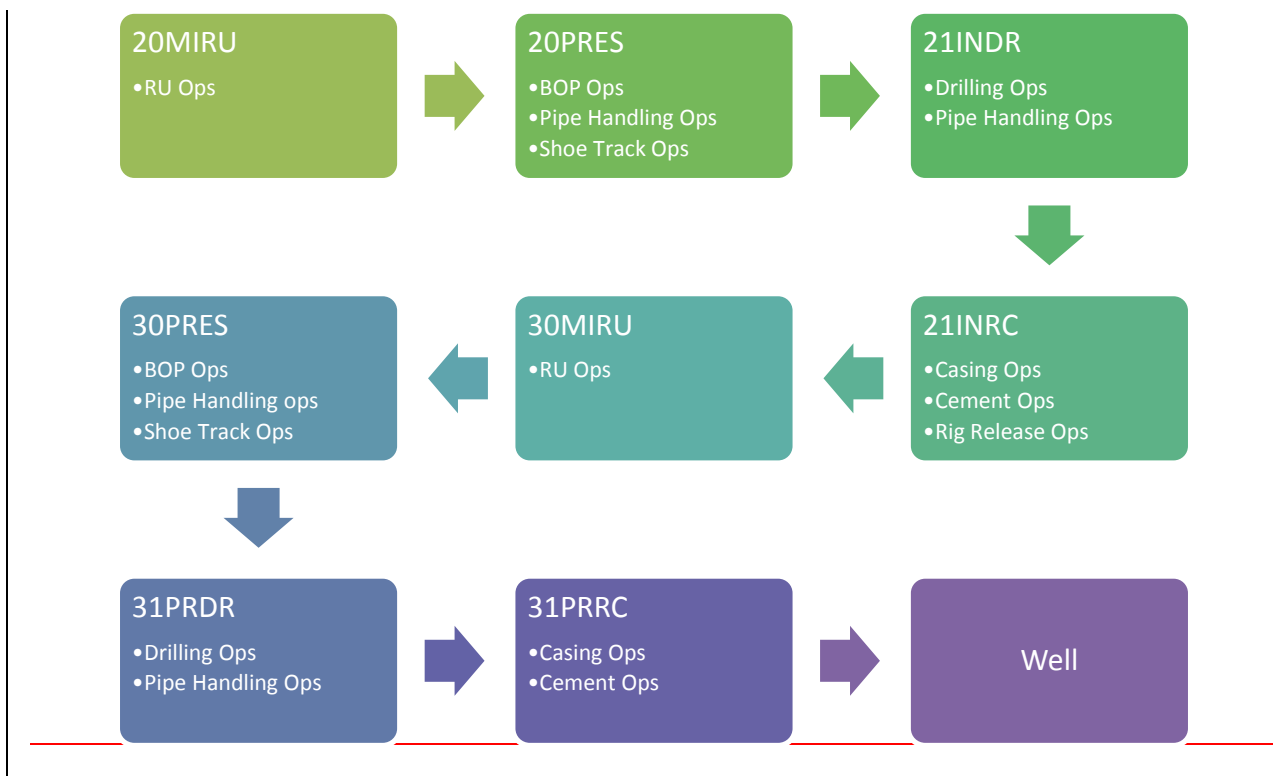 20MIRU
•RU Ops
20PRES
•BOP Ops
•Pipe Handling Ops
•Shoe Track Ops
21INDR
•Drilling Ops
•Pipe Handling Ops
21INRC
•Casing Ops
•Cement Ops
•Rig Release Ops
30MIRU
•RU Ops
30PRES
•BOP Ops
•Pipe Handling ops
•Shoe Track Ops
31PRDR
•Drilling Ops
•Pipe Handling Ops
31PRRC
•Casing Ops
•Cement Ops
Well